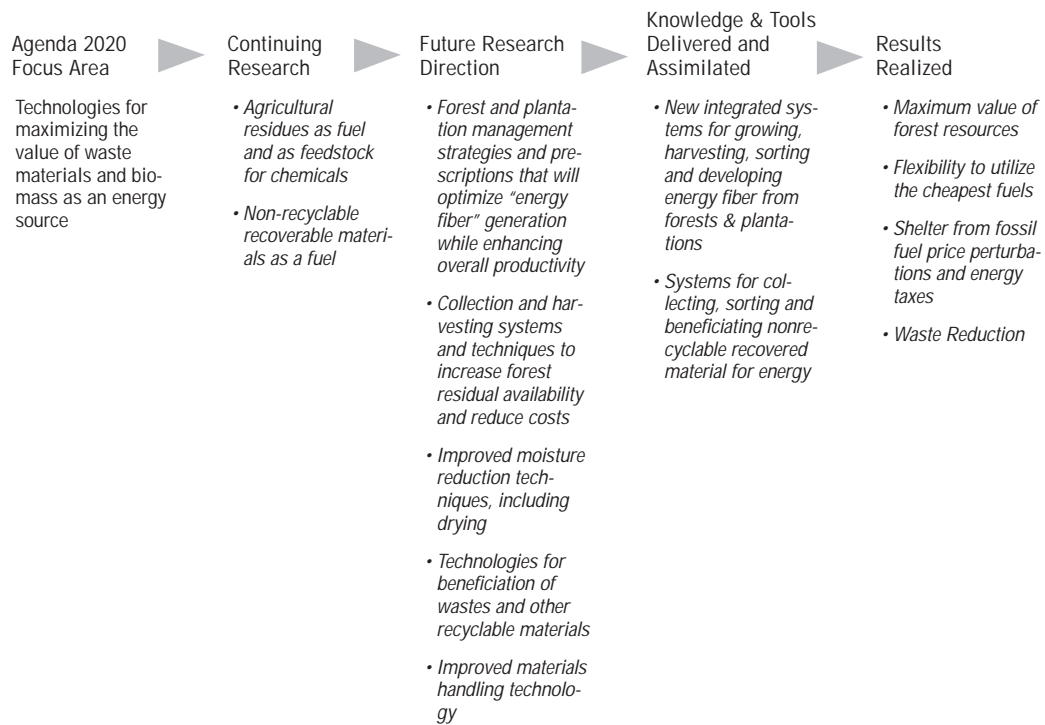 Agenda 2020
Focus Area
Technologies for
maximizing the
value of waste
materials and bio-
mass as an energy
source
Continuing
Research
• Agricultural
residues as fuel
and as feedstock
for chemicals
• Non-recyclable
recoverable materi-
als as a fuel
Future Research
Direction
• Forest and planta-
tion management
strategies and pre-
scriptions that will
optimize “energy
fiber” generation
while enhancing
overall productivity
• Collection and har-
vesting systems
and techniques to
increase forest
residual availability
and reduce costs
• Improved moisture
reduction tech-
niques, including
drying
• Technologies for
beneficiation of
wastes and other
recyclable materials
• Improved materials
handling technolo-
gy
Knowledge & Tools
Delivered and
Assimilated
• New integrated sys-
tems for growing,
harvesting, sorting
and developing
energy fiber from
forests & planta-
tions
• Systems for col-
lecting, sorting and
beneficiating nonre-
cyclable recovered
material for energy
Results
Realized
• Maximum value of
forest resources
• Flexibility to utilize
the cheapest fuels
• Shelter from fossil
fuel price perturba-
tions and energy
taxes
• Waste Reduction